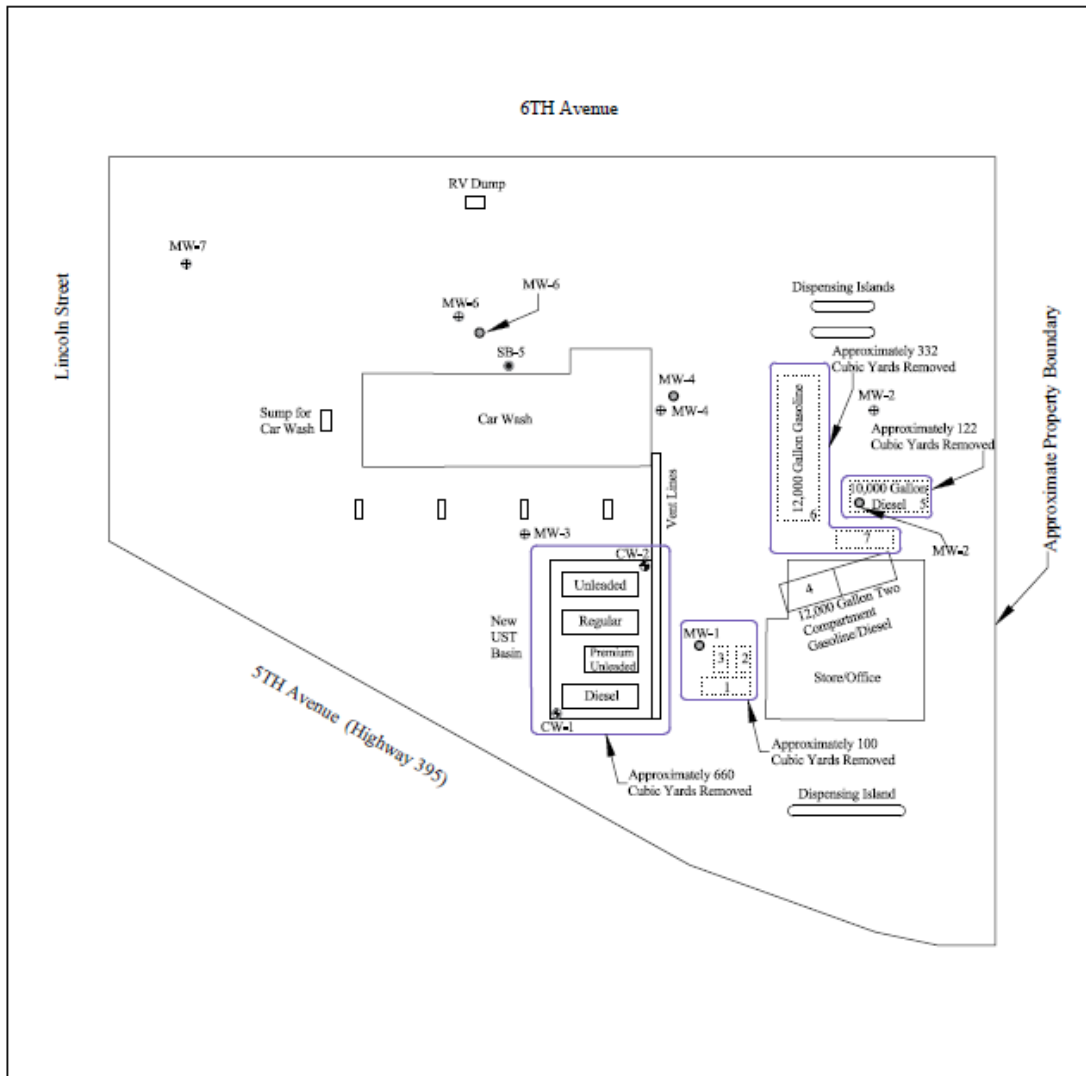 6TH Avenue
RV Dump
MW-7
MW-6
MW-6
Dispensing Islands
Lincoln Street
SB-5
Approximately 332
Cubic Yards Removed
MW-4
MW-4
MW-2
Sump for
Car Wash
Car Wash
12,000 Gallon Gasoline
6
Approximately 122
Cubic Yards Removed
10,000 Gallon
Diesel 5
Approximate Property Boundary
Vent Lines
MW-3
7
MW-2
CW-2
Unleaded
4
12,000 Gallon Two
Compartment
Gasoline/Diesel
New
UST
Basin
Regular
MW-1
3
2
Premium
Unleaded
1
Store/Office
Diesel
CW-1
5TH Avenue (Highway 395)
Approximately 100
Cubic Yards Removed
Approximately 660
Cubic Yards Removed
Dispensing Island